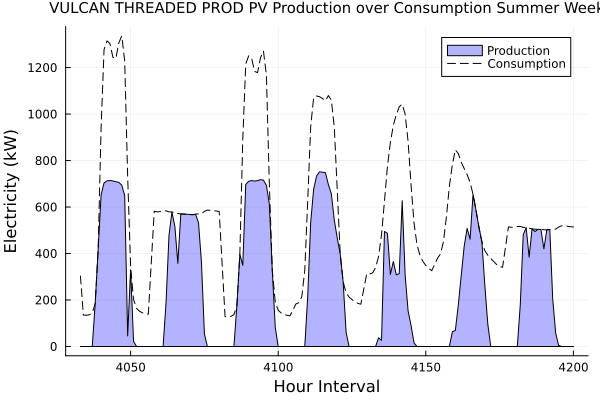 VULCAN THREADED PROD PV Production over Consumption Summer Week
Production
Consumption
Electricity (kW)
1200
1000
800
600
400
200
0
4050
4100
4150
4200
Hour Interval